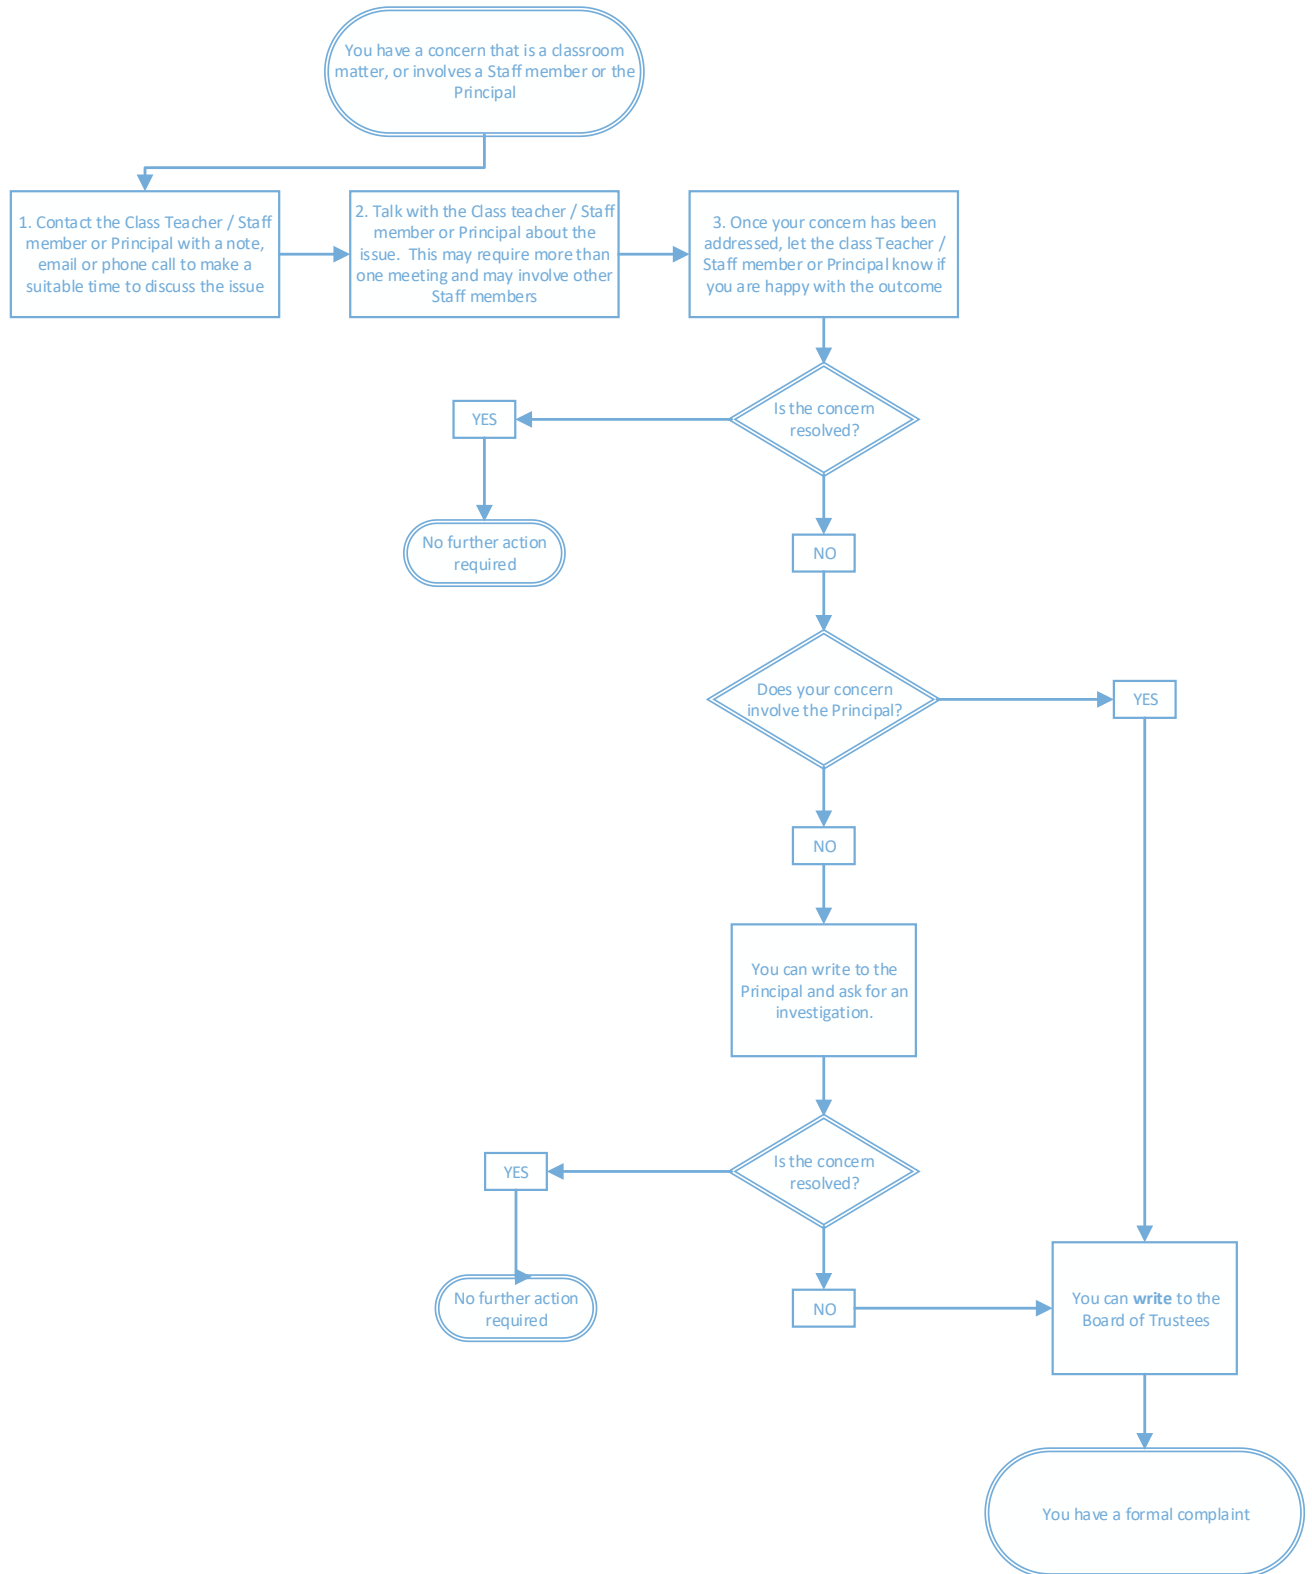 You have a concern that is a classroom
matter, or involves a Staff member or the
Principal
1. Contact the Class Teacher / Staff
member or Principal with a note,
email or phone call to make a
suitable time to discuss the issue
2. Talk with the Class teacher / Staff
member or Principal about the
issue.  This may require more than
one meeting and may involve other
Staff members
3. Once your concern has been
addressed, let the class Teacher /
Staff member or Principal know if
you are happy with the outcome
Is the concern
resolved?
YES
No further action
required
NO
Does your concern
involve the Principal?
YES
NO
You can write to the
Principal and ask for an
investigation.
Is the concern
resolved?
YES
No further action
required
NO
You can write to the
Board of Trustees
You have a formal complaint